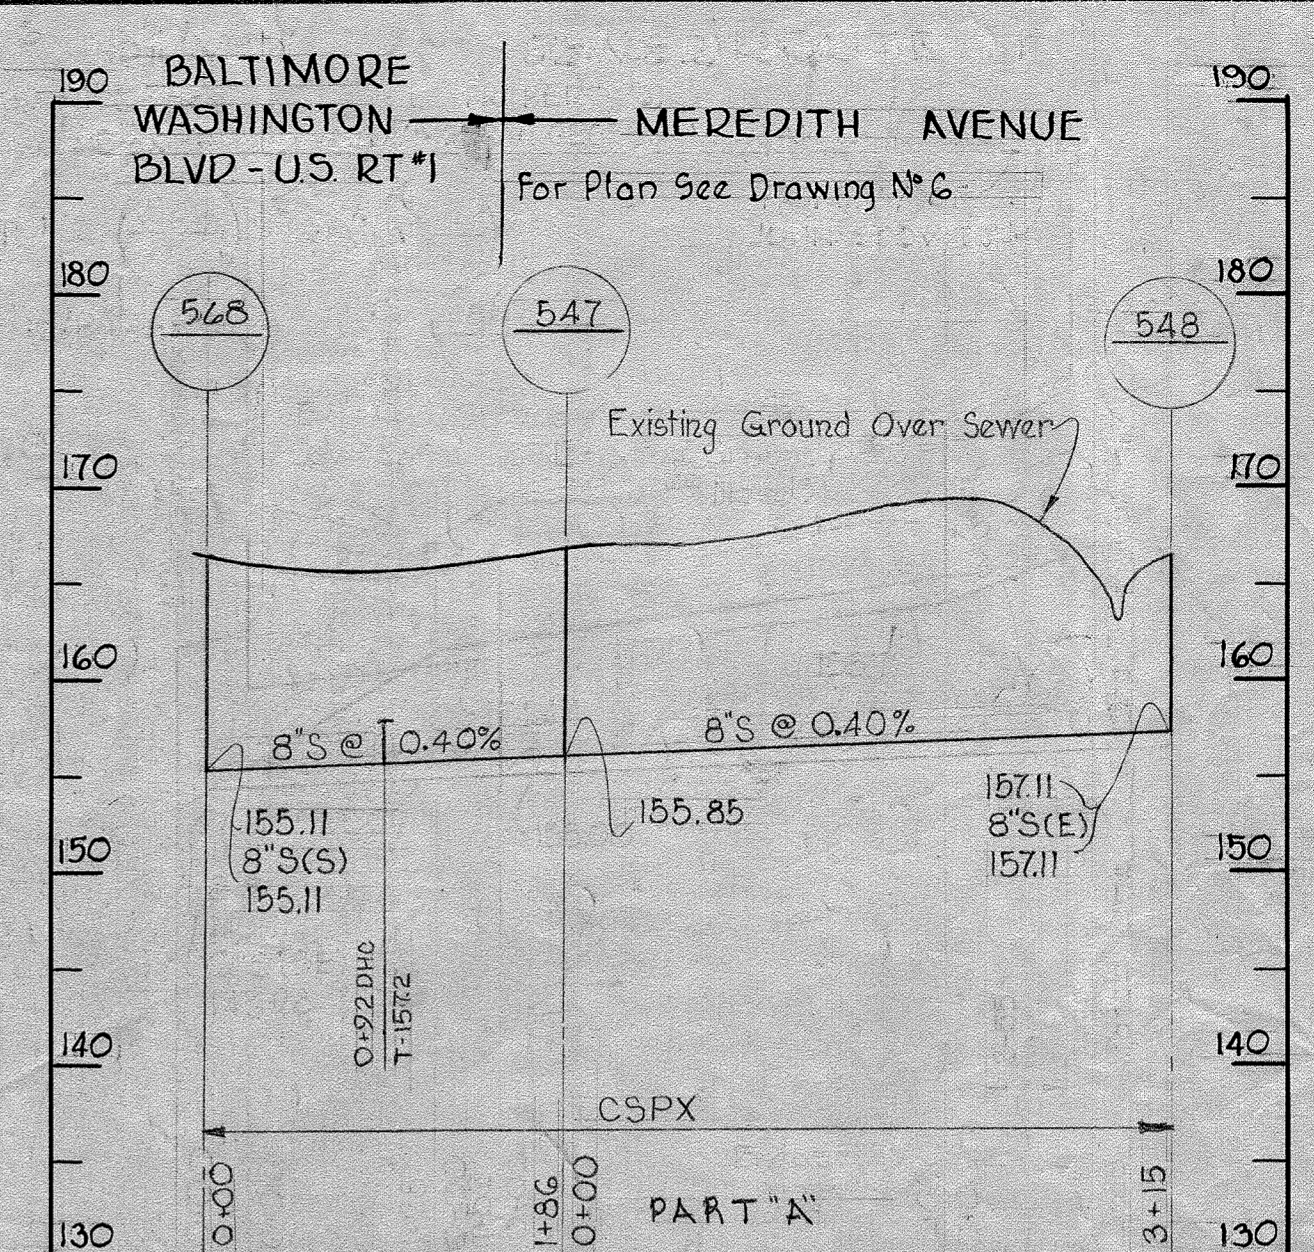 BALTIMORE
WASHINGTON
BLVD - U.S. RT #1
MEREDITH AVENUE
For Plan See Drawing Nº 6
190
190
180
180
568
547
548
Existing Ground Over Sewer
170
170
160
160
8"S @ 0.40%
8"S @ 0.40%
155.11
8"S(S)
155.11
155.85
157.11
8"S(E)
157.11
150
150
0+92 DHC
T-157.2
140
140
CSPX
0+00
1+86
0+00
PART "A"
3+15
130
130